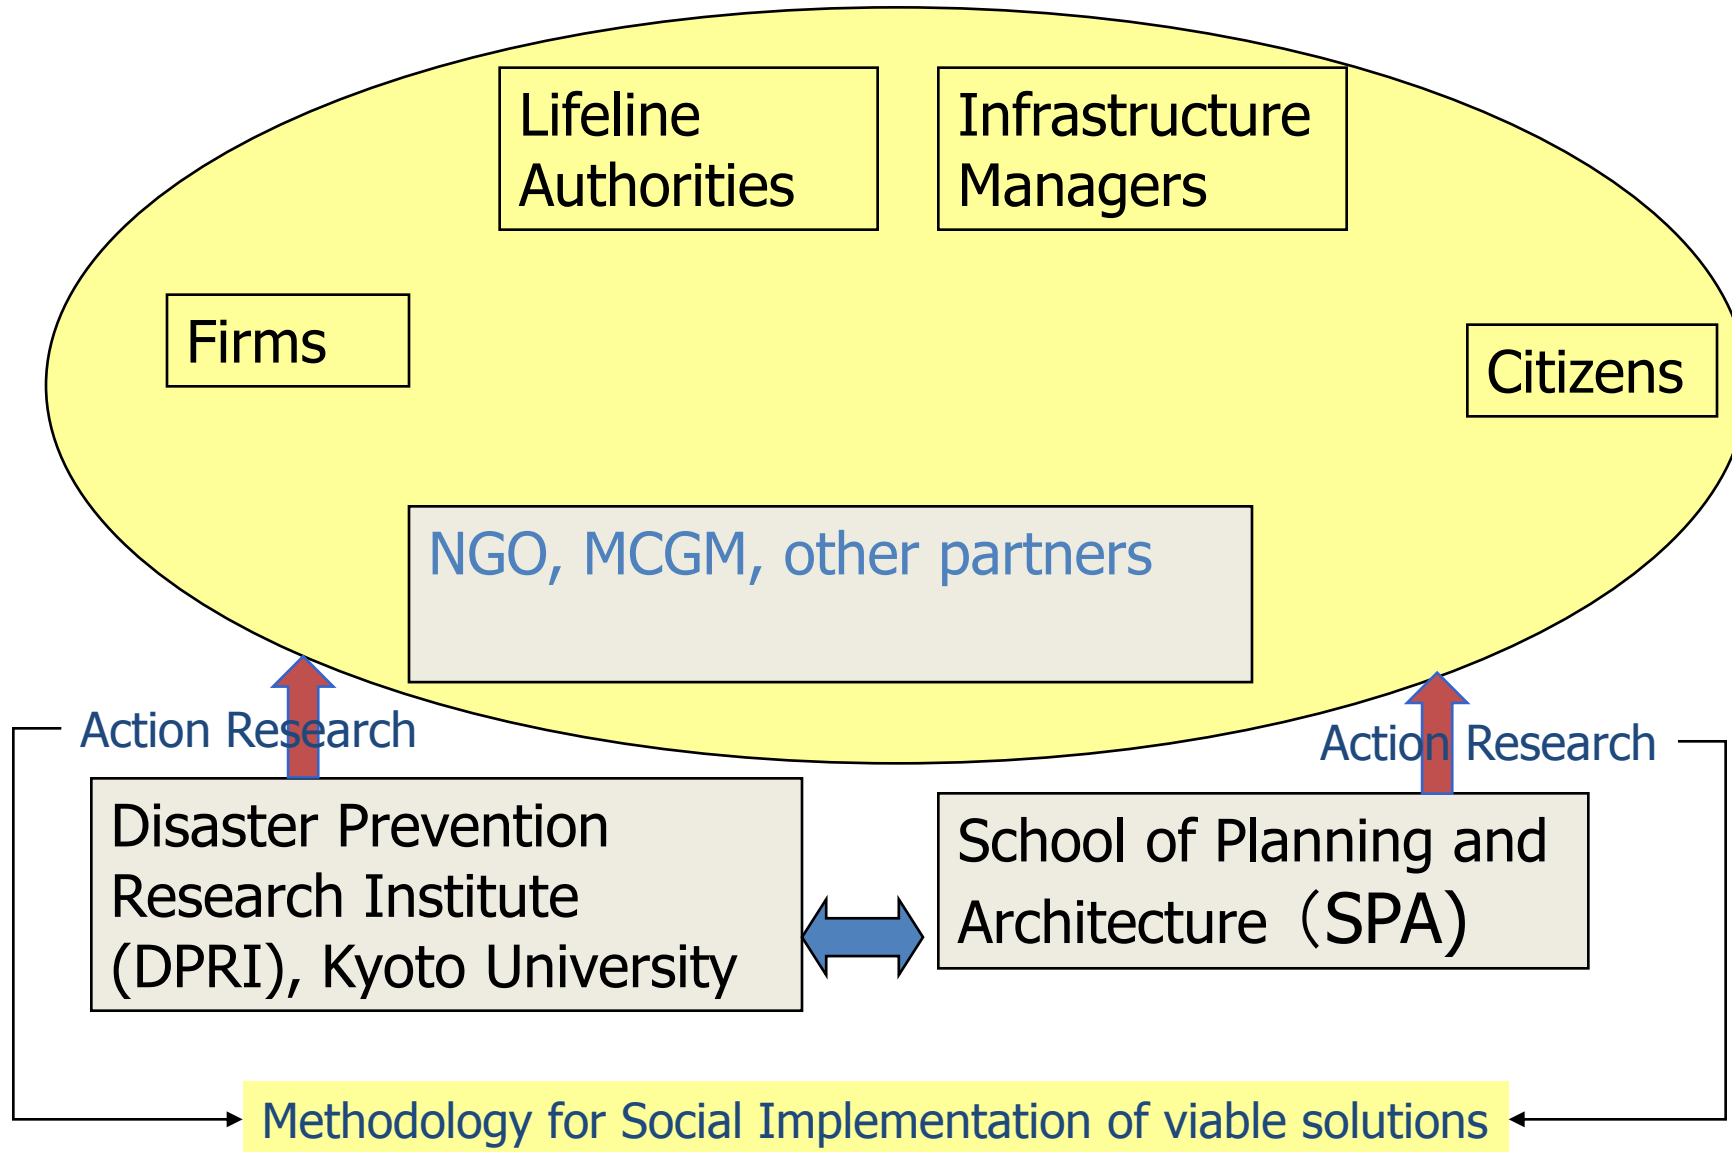 Lifeline
Authorities
Infrastructure
Managers
Firms
Citizens
NGO, MCGM, other partners
Action Research
Action Research
Disaster Prevention
Research Institute
(DPRI), Kyoto University
School of Planning and
Architecture（SPA)
Methodology for Social Implementation of viable solutions